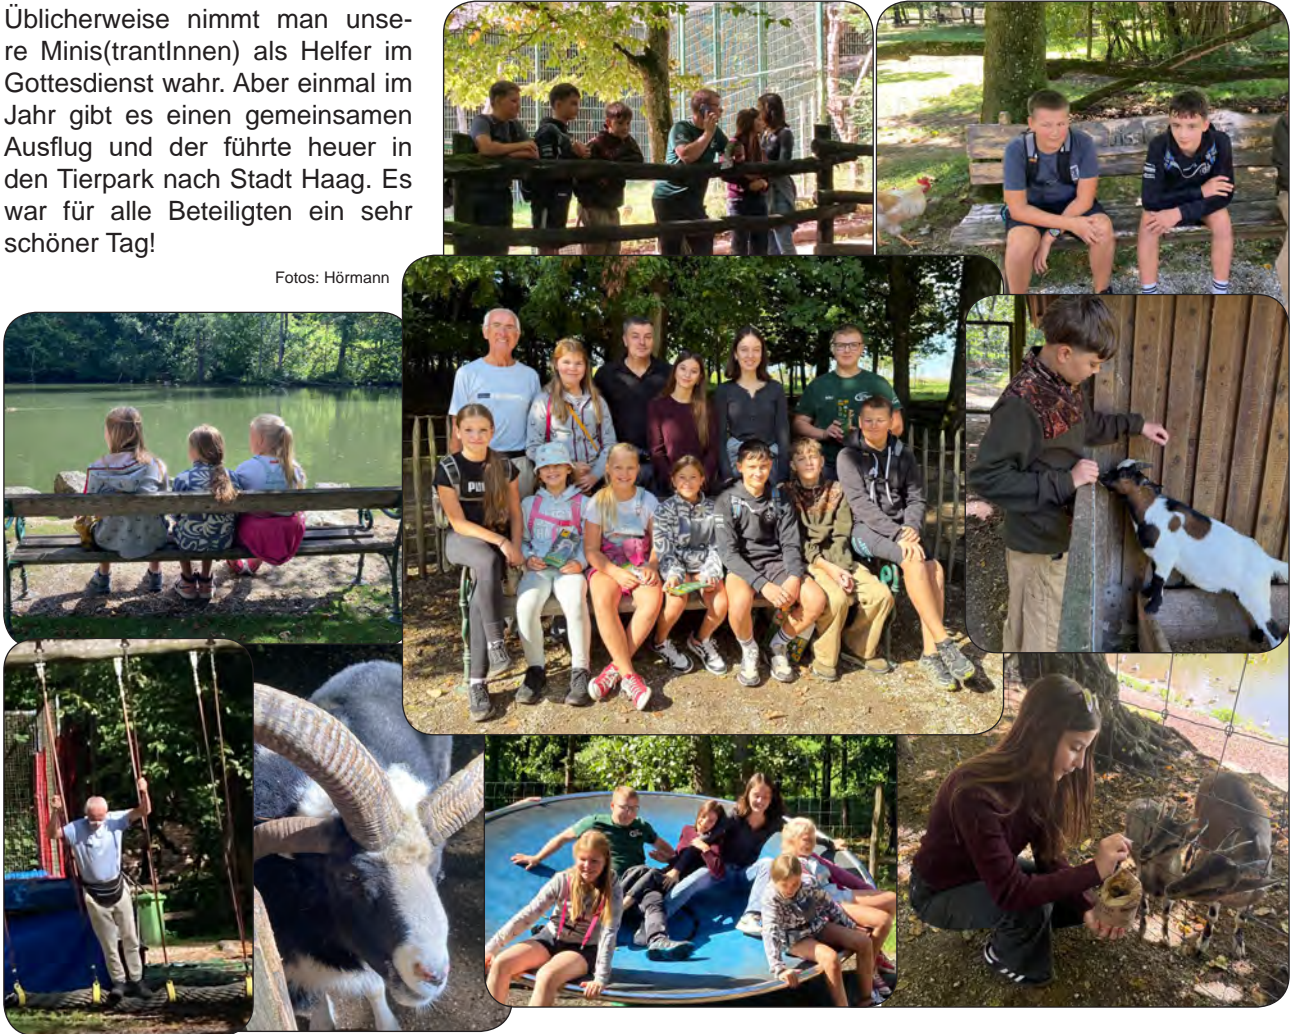 Üblicherweise nimmt man unse-
re Minis(trantInnen) als Helfer im
Gottesdienst wahr. Aber einmal im
Jahr gibt es einen gemeinsamen
Ausflug und der führte heuer in
den Tierpark nach Stadt Haag. Es
war für alle Beteiligten ein sehr
schöner Tag!
Fotos: Hörmann